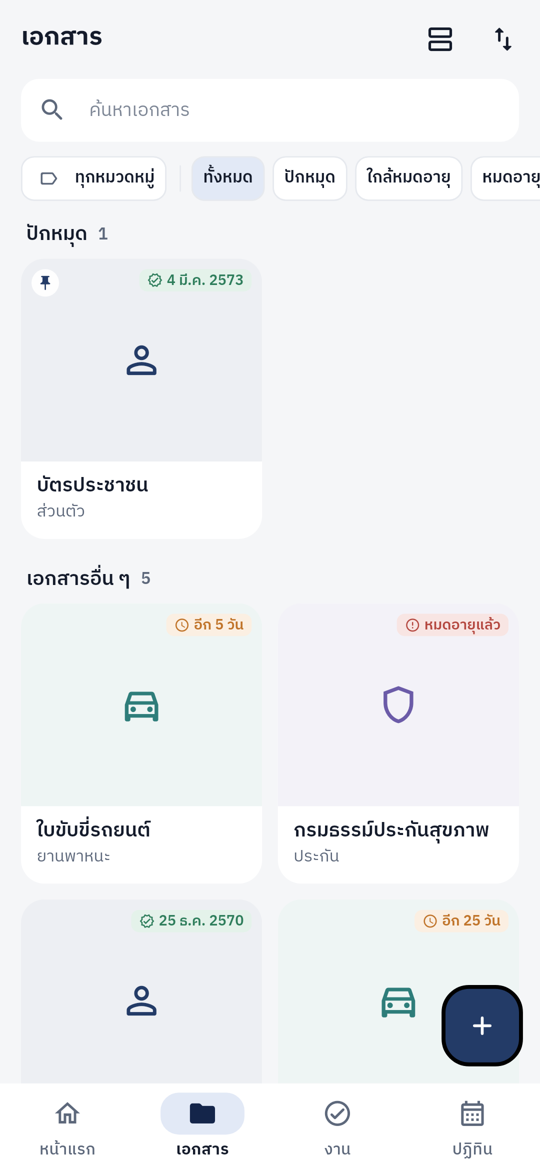 เอกสาร
ค้นหาเอกสาร
ทุกหมวดหมู่ ทั้งหมด ปักหมุด ใกล้หมดอายุ หมดอายุ
ปักหมุด 1
4 มี.ค. 2573
บัตรประชาชน
ส่วนตัว
เอกสารอื่น ๆ 5
อีก 5 วัน
หมดอายุแล้ว
ใบขับขี่รถยนต์
ยานพาหนะ
กรมธรรม์ประกันสุขภาพ
ประกัน
25 ธ.ค. 2570
อีก 25 วัน
หน้าแรก เอกสาร งาน ปฏิทิน